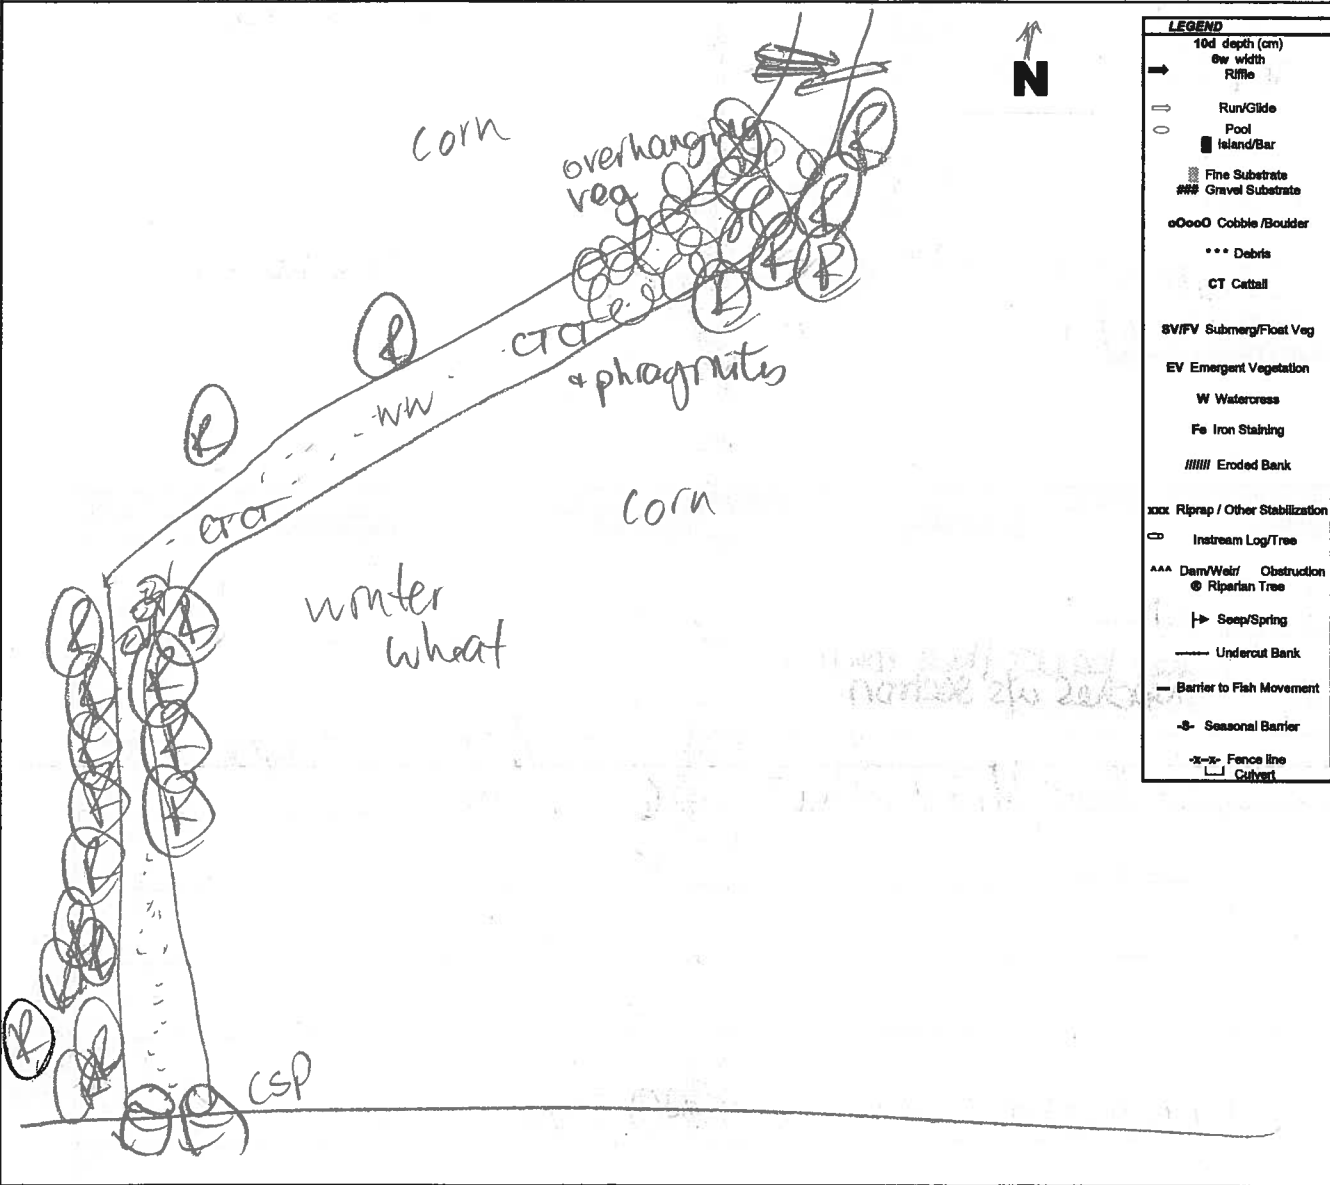 N
corn
overhanging
veg
R
R
R
R
R
R
R
CT CT
& phragmites
WW
CT CT
corn
winter
wheat
R
R
R
R
R
R
R
R
R
R
R
R
CSP
LEGEND
10d depth (cm)
6w width
Riffle
Run/Glide
Pool
Island/Bar
Fine Substrate
### Gravel Substrate
oOooO Cobble /Boulder
*** Debris
CT Cattail
SV/FV Submerg/Float Veg
EV Emergent Vegetation
W Watercress
Fe Iron Staining
/////// Eroded Bank
xxx Riprap / Other Stabilization
Instream Log/Tree
^^^ Dam/Weir/ Obstruction
® Riparian Tree
Seep/Spring
Undercut Bank
Barrier to Fish Movement
-S- Seasonal Barrier
-x-x- Fence line
Culvert